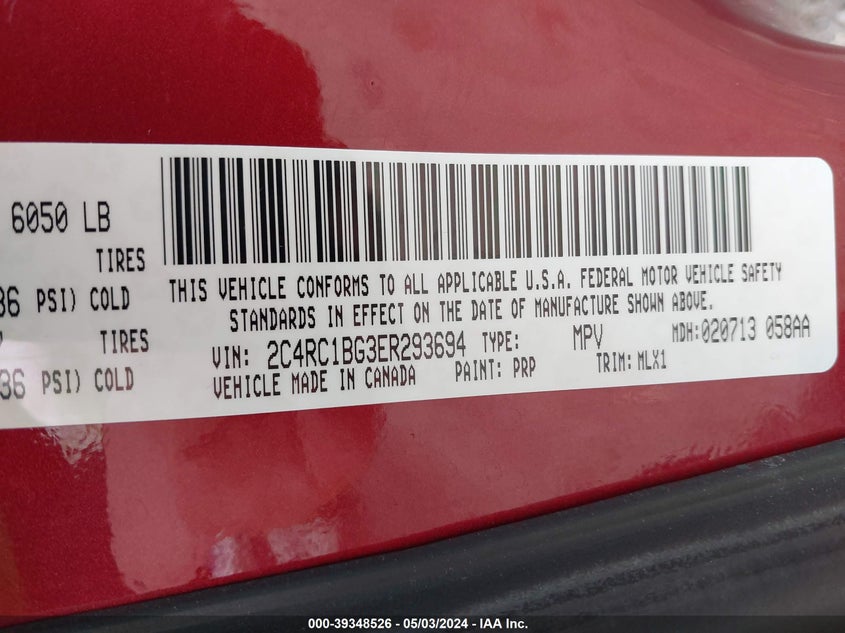 6050 LB
TIRES
36 PSI) COLD
TIRES
36 PSI) COLD
THIS VEHICLE CONFORMS TO ALL APPLICABLE U.S.A. FEDERAL MOTOR VEHICLE SAFETY
STANDARDS IN EFFECT ON THE DATE OF MANUFACTURE SHOWN ABOVE.
VIN: 2C4RC1BG3ER293694 TYPE: MPV MDH: 020713 058AA
VEHICLE MADE IN CANADA PAINT: PRP TRIM: MLX1
000-39348526 - 05/03/2024 - IAA Inc.